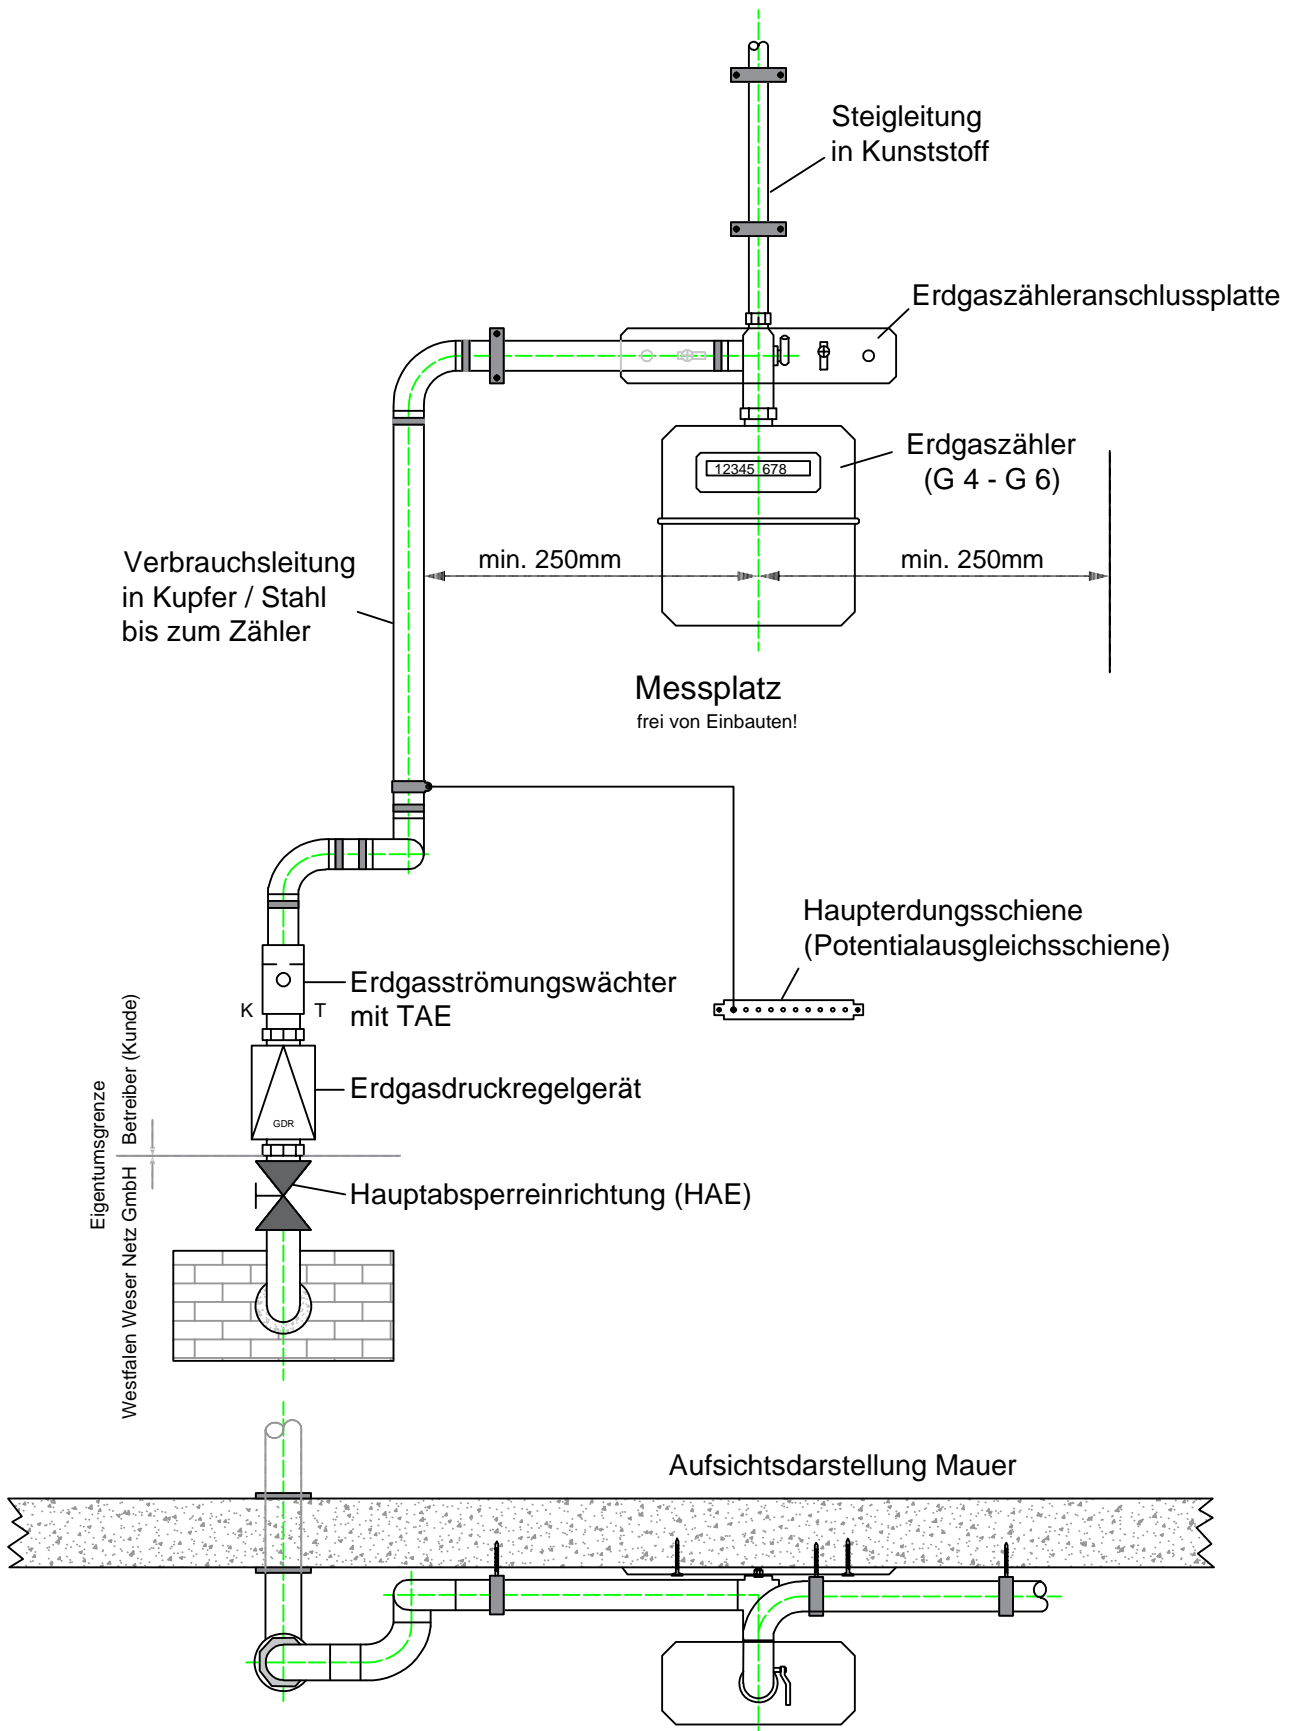 Steigleitung
in Kunststoff
Erdgaszähleranschlussplatte
Erdgaszähler
(G 4 - G 6)
12345 678
min. 250mm
min. 250mm
Verbrauchsleitung
in Kupfer / Stahl
bis zum Zähler
Messplatz
frei von Einbauten!
Haupterdungsschiene
(Potentialausgleichsschiene)
Erdgasströmungswächter
mit TAE
K
T
Erdgasdruckregelgerät
GDR
Eigentumsgrenze
Betreiber (Kunde)
Westfalen Weser Netz GmbH
Hauptabsperreinrichtung (HAE)
Aufsichtsdarstellung Mauer